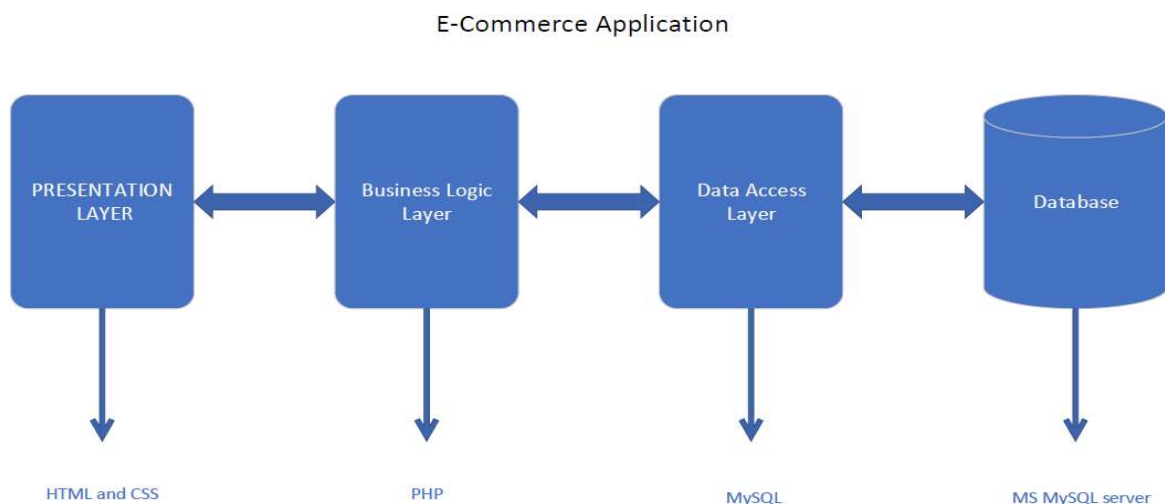 E-Commerce Application
PRESENTATION
LAYER
Business Logic
Layer
Data Access
Layer
Database
HTML and CSS
PHP
MySQL
MS MySQL server